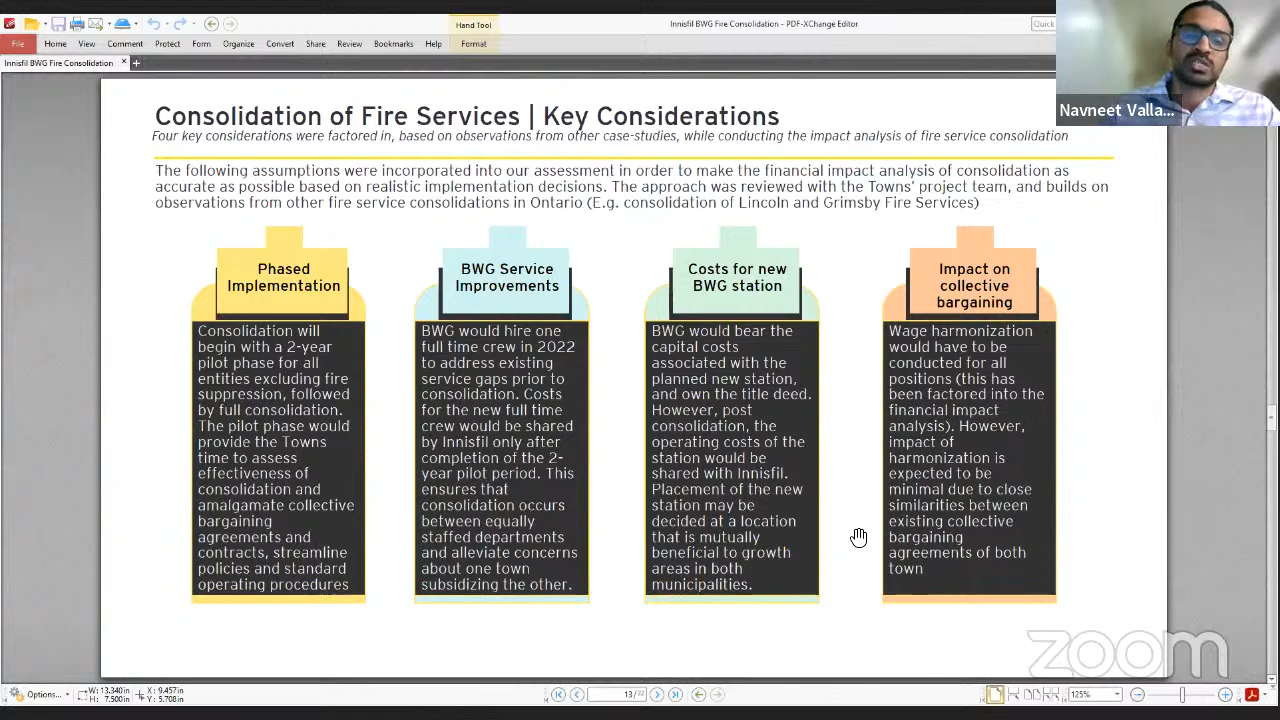 Hand Tool
Innisfil BWG Fire Consolidation - PDF-XChange Editor
Quick
File
Home
View
Comment
Protect
Form
Organize
Convert
Share
Review
Bookmarks
Help
Format
Innisfil BWG Fire Consolidation
Navneet Valla...
Consolidation of Fire Services | Key Considerations
Four key considerations were factored in, based on observations from other case-studies, while conducting the impact analysis of fire service consolidation
The following assumptions were incorporated into our assessment in order to make the financial impact analysis of consolidation as
accurate as possible based on realistic implementation decisions. The approach was reviewed with the Towns' project team, and builds on
observations from other fire service consolidations in Ontario (E.g. consolidation of Lincoln and Grimsby Fire Services)
Phased
Implementation
Consolidation will
begin with a 2-year
pilot phase for all
entities excluding fire
suppression, followed
by full consolidation.
The pilot phase would
provide the Towns
time to assess
effectiveness of
consolidation and
amalgamate collective
bargaining
agreements and
contracts, streamline
policies and standard
operating procedures
BWG Service
Improvements
BWG would hire one
full time crew in 2022
to address existing
service gaps prior to
consolidation. Costs
for the new full time
crew would be shared
by Innisfil only after
completion of the 2-
year pilot period. This
ensures that
consolidation occurs
between equally
staffed departments
and alleviate concerns
about one town
subsidizing the other.
Costs for new
BWG station
BWG would bear the
capital costs
associated with the
planned new station,
and own the title deed.
However, post
consolidation, the
operating costs of the
station would be
shared with Innisfil.
Placement of the new
station may be
decided at a location
that is mutually
beneficial to growth
areas in both
municipalities.
Impact on
collective
bargaining
Wage harmonization
would have to be
conducted for all
positions (this has
been factored into the
financial impact
analysis). However,
impact of
harmonization is
expected to be
minimal due to close
similarities between
existing collective
bargaining
agreements of both
town
zoom
Options...
W: 13.340in
H: 7.500in
X: 9.457in
Y: 5.708in
13
125%